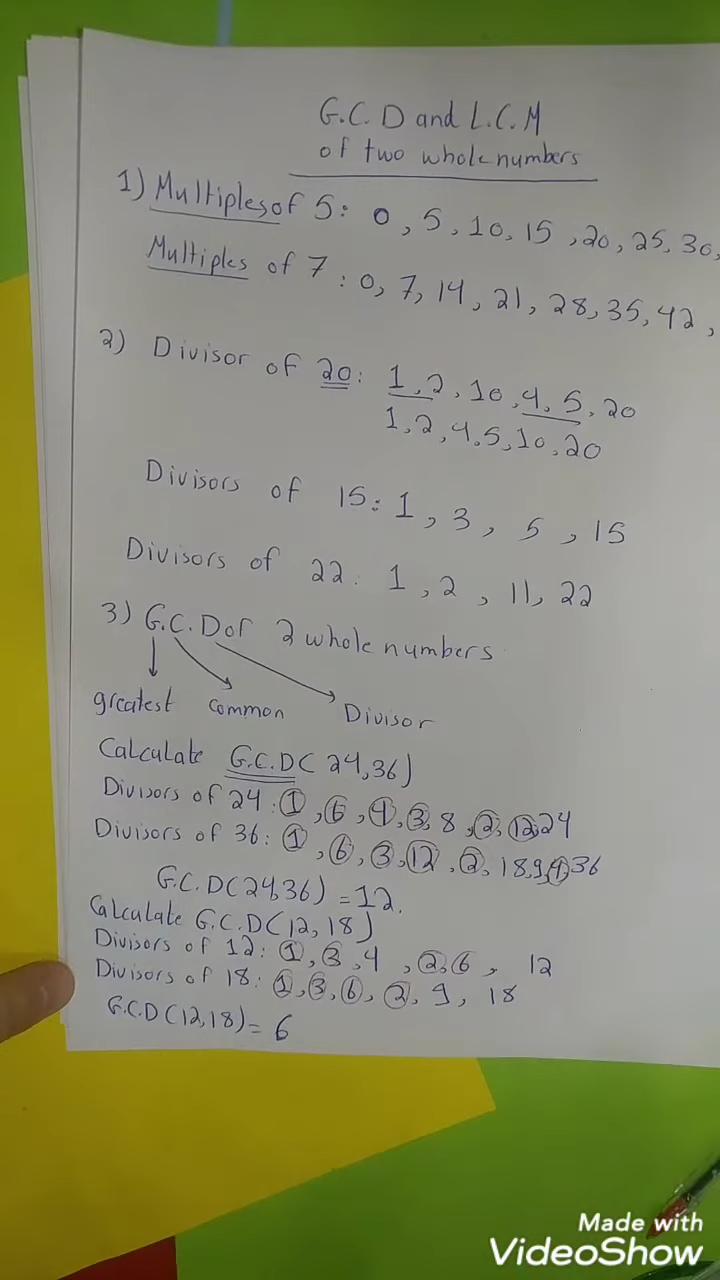 G.C.D and L.C.M
of two whole numbers
1) Multiples of 5: 0, 5, 10, 15, 20, 25, 30,
Multiples of 7: 0, 7, 14, 21, 28, 35, 42,
2) Divisor of 20: 1, 2, 10, 4, 5, 20
1, 2, 4, 5, 10, 20
Divisors of 15: 1, 3, 5, 15
Divisors of 22: 1, 2, 11, 22
3) G.C.D of 2 whole numbers
greatest common Divisor
Calculate G.C.D(24,36)
Divisors of 24: 1, 6, 4, 3, 8, 2, 12, 24
Divisors of 36: 1, 6, 3, 12, 2, 18, 9, 4, 36
G.C.D(24,36) = 12.
Calculate G.C.D(12,18)
Divisors of 12: 1, 3, 4, 2, 6, 12
Divisors of 18: 1, 3, 6, 2, 9, 18
G.C.D(12,18) = 6
Made with
VideoShow